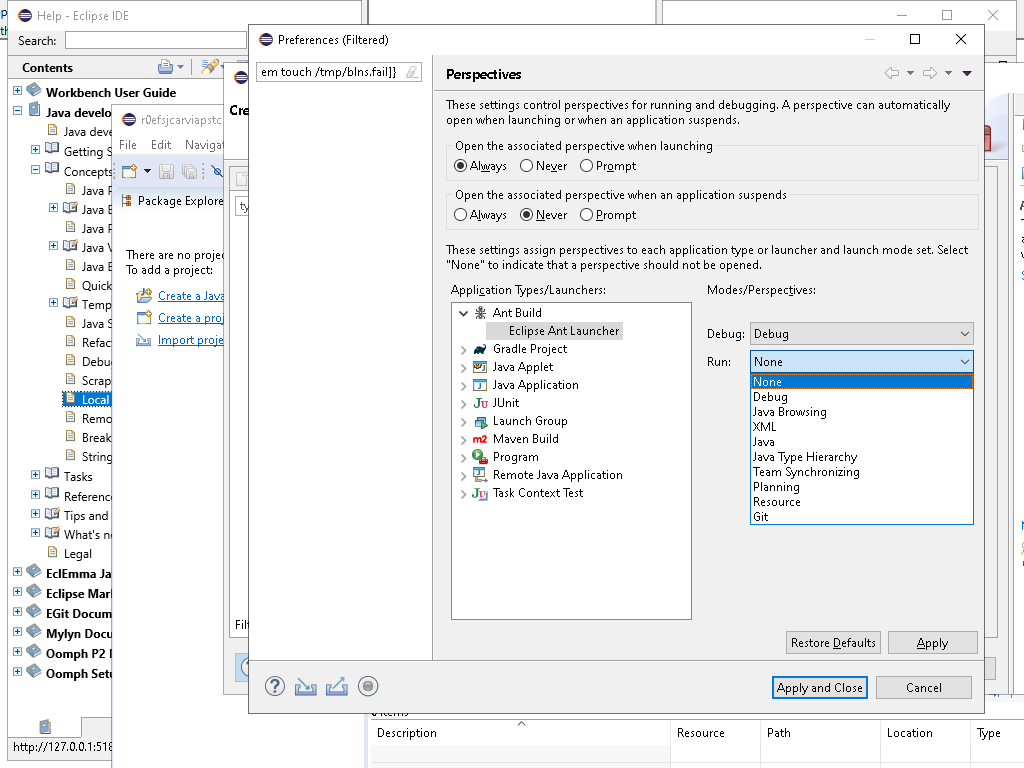 Help - Eclipse IDE
Search:
Contents
Workbench User Guide
Java develo
Java deve
Getting S
Concepts
Java P
Java E
Java P
Java V
Java E
Quick
Temp
Java S
Refac
Debu
Scrap
Local
Remo
Break
String
Tasks
Reference
Tips and
What's ne
Legal
EclEmma Ja
Eclipse Mar
EGit Docum
Mylyn Docu
Oomph P2
Oomph Setu
http://127.0.0.1:518
r0efsjcarviapstc
File Edit Navigat
Package Explore
There are no projec
To add a project:
Create a Java
Create a proj
Import proje
Cre
ty
Filt
Preferences (Filtered)
em touch /tmp/blns.fail]}
Perspectives
These settings control perspectives for running and debugging. A perspective can automatically
open when launching or when an application suspends.
Open the associated perspective when launching
Always Never Prompt
Open the associated perspective when an application suspends
Always Never Prompt
These settings assign perspectives to each application type or launcher and launch mode set. Select
"None" to indicate that a perspective should not be opened.
Application Types/Launchers:
Modes/Perspectives:
Ant Build
Eclipse Ant Launcher
Gradle Project
Java Applet
Java Application
JUnit
Launch Group
Maven Build
Program
Remote Java Application
Task Context Test
Debug: Debug
Run: None
None
Debug
Java Browsing
XML
Java
Java Type Hierarchy
Team Synchronizing
Planning
Resource
Git
Restore Defaults Apply
Apply and Close Cancel
0 items
Description Resource Path Location Type